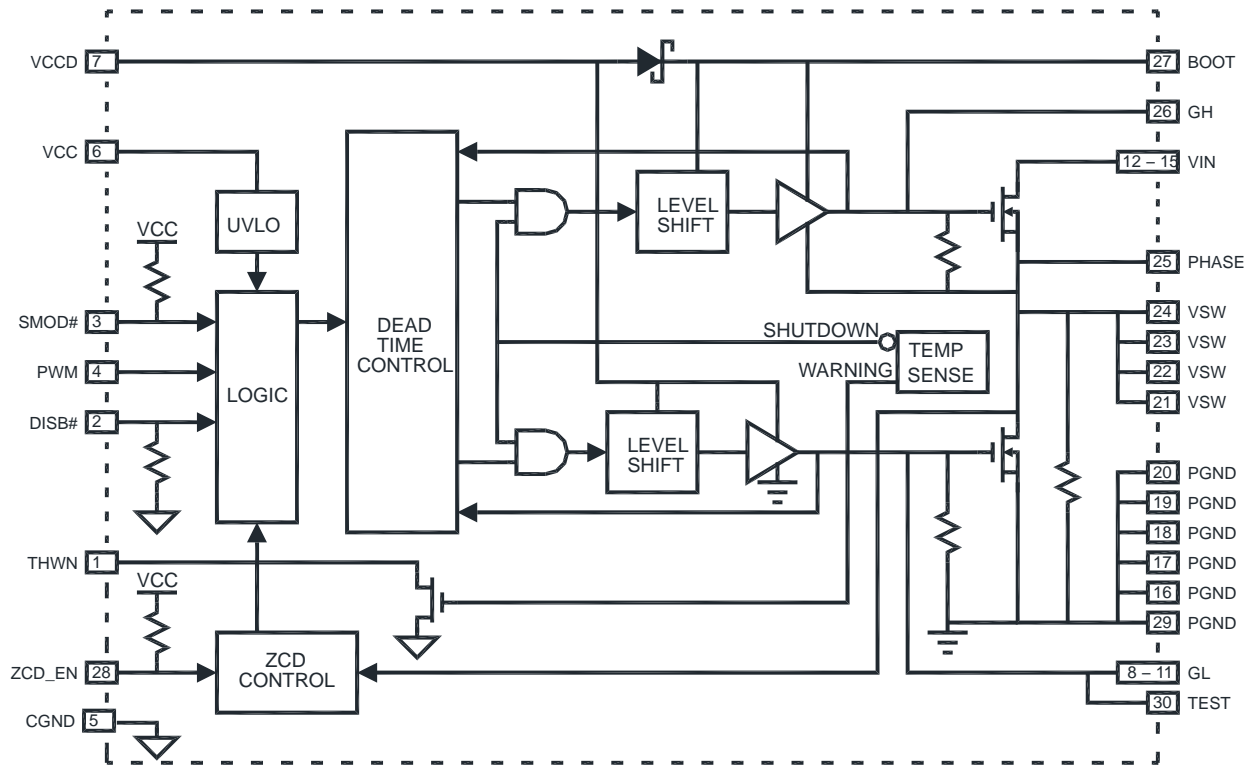 VCCD 7
27 BOOT
26 GH
VCC 6
12 – 15 VIN
UVLO
LEVEL
SHIFT
VCC
25 PHASE
SMOD# 3
DEAD
TIME
CONTROL
24 VSW
SHUTDOWN
TEMP
SENSE
23 VSW
PWM 4
WARNING
22 VSW
LOGIC
21 VSW
DISB# 2
LEVEL
SHIFT
20 PGND
19 PGND
18 PGND
THWN 1
17 PGND
VCC
16 PGND
29 PGND
ZCD_EN 28
ZCD
CONTROL
8 – 11 GL
30 TEST
CGND 5